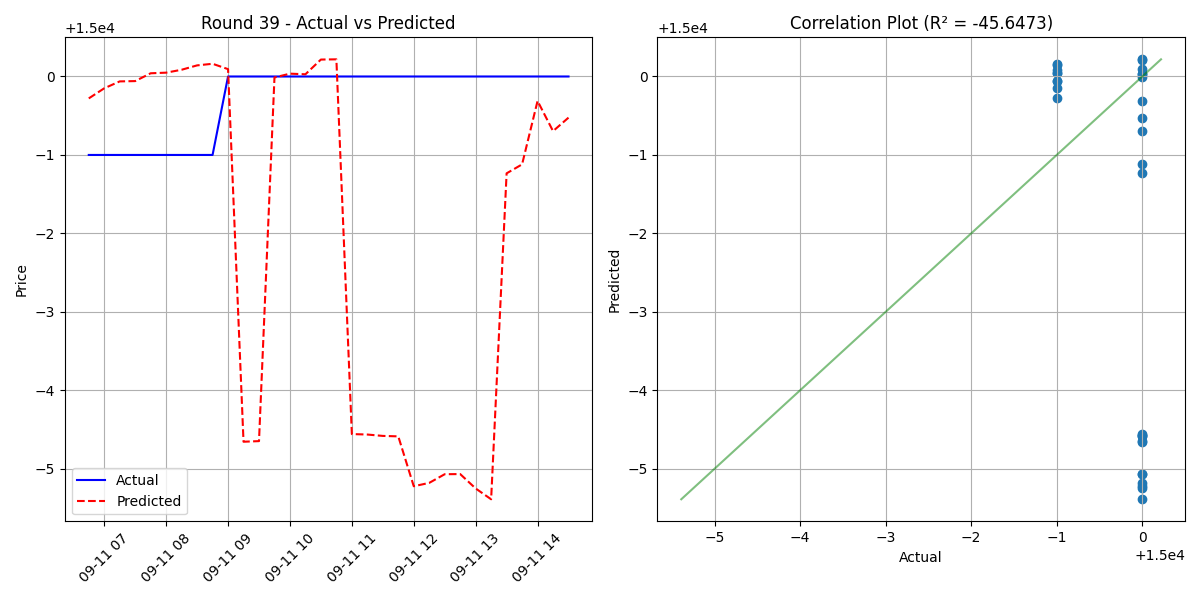 Round 39 - Actual vs Predicted
+1.5e4
0
−1
−2
−3
−4
−5
Price
Actual
Predicted
09-11 07
09-11 08
09-11 09
09-11 10
09-11 11
09-11 12
09-11 13
09-11 14
Correlation Plot (R² = -45.6473)
+1.5e4
0
−1
−2
−3
−4
−5
Predicted
−5
−4
−3
−2
−1
0
+1.5e4
Actual